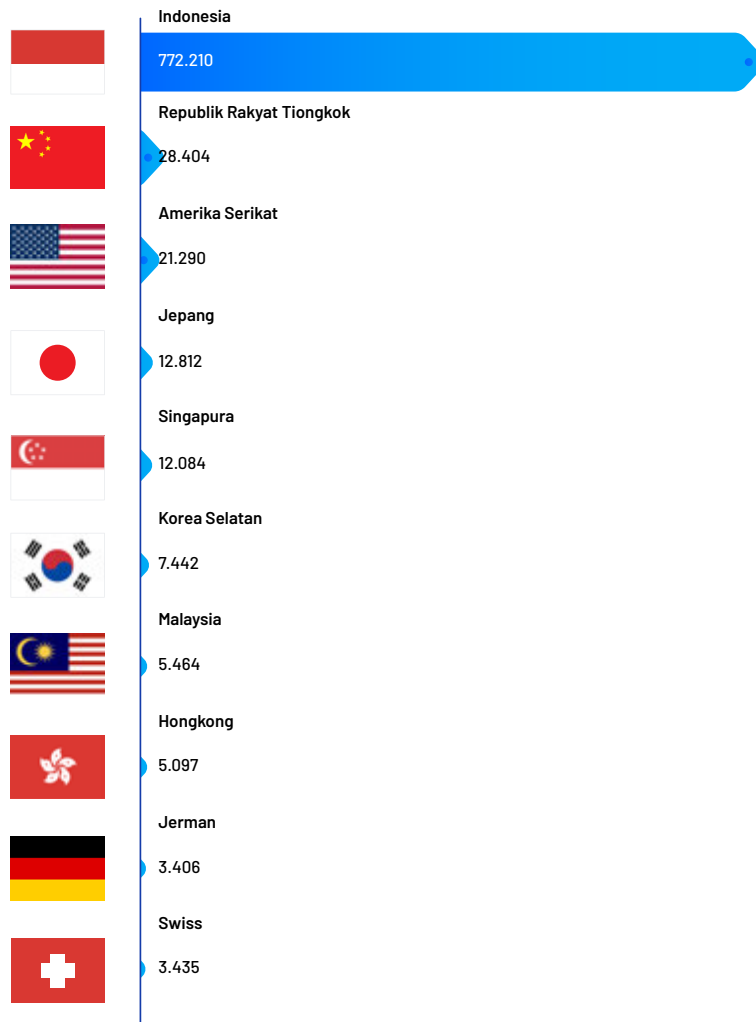 Indonesia
772.210
Republik Rakyat Tiongkok
28.404
Amerika Serikat
21.290
Jepang
12.812
Singapura
12.084
Korea Selatan
7.442
Malaysia
5.464
Hongkong
5.097
Jerman
3.406
Swiss
3.435